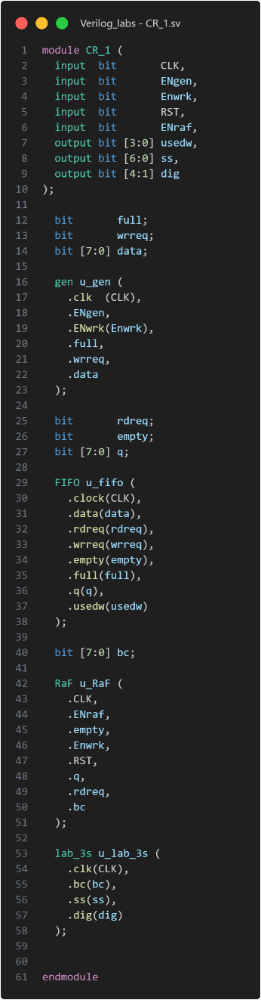 Verilog_labs - CR_1.sv
1 module CR_1 (
2   input  bit       CLK,
3   input  bit       ENgen,
4   input  bit       Enwrk,
5   input  bit       RST,
6   input  bit       ENraf,
7   output bit [3:0] usedw,
8   output bit [6:0] ss,
9   output bit [4:1] dig
10 );
11
12   bit       full;
13   bit       wrreq;
14   bit [7:0] data;
15
16   gen u_gen (
17     .clk  (CLK),
18     .ENgen,
19     .ENwrk(Enwrk),
20     .full,
21     .wrreq,
22     .data
23   );
24
25   bit       rdreq;
26   bit       empty;
27   bit [7:0] q;
28
29   FIFO u_fifo (
30     .clock(CLK),
31     .data(data),
32     .rdreq(rdreq),
33     .wrreq(wrreq),
34     .empty(empty),
35     .full(full),
36     .q(q),
37     .usedw(usedw)
38   );
39
40   bit [7:0] bc;
41
42   RaF u_RaF (
43     .CLK,
44     .ENraf,
45     .empty,
46     .Enwrk,
47     .RST,
48     .q,
49     .rdreq,
50     .bc
51   );
52
53   lab_3s u_lab_3s (
54     .clk(CLK),
55     .bc(bc),
56     .ss(ss),
57     .dig(dig)
58   );
59
60
61 endmodule